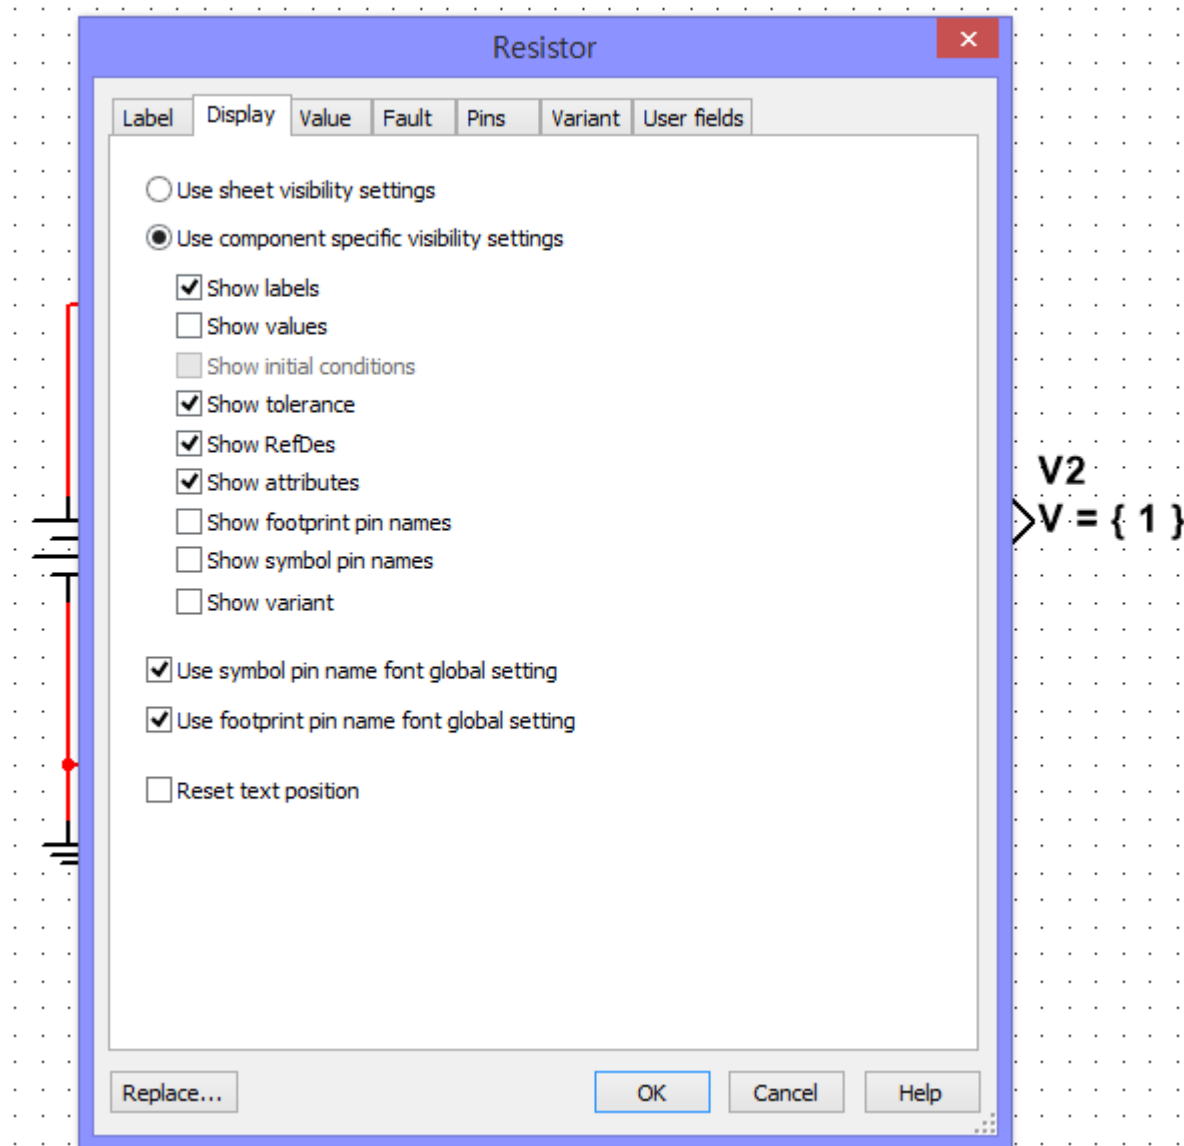 Resistor
Label Display Value Fault Pins Variant User fields
Use sheet visibility settings
Use component specific visibility settings
Show labels
Show values
Show initial conditions
Show tolerance
Show RefDes
Show attributes
Show footprint pin names
Show symbol pin names
Show variant
Use symbol pin name font global setting
Use footprint pin name font global setting
Reset text position
Replace... OK Cancel Help
V2
V = { 1 }